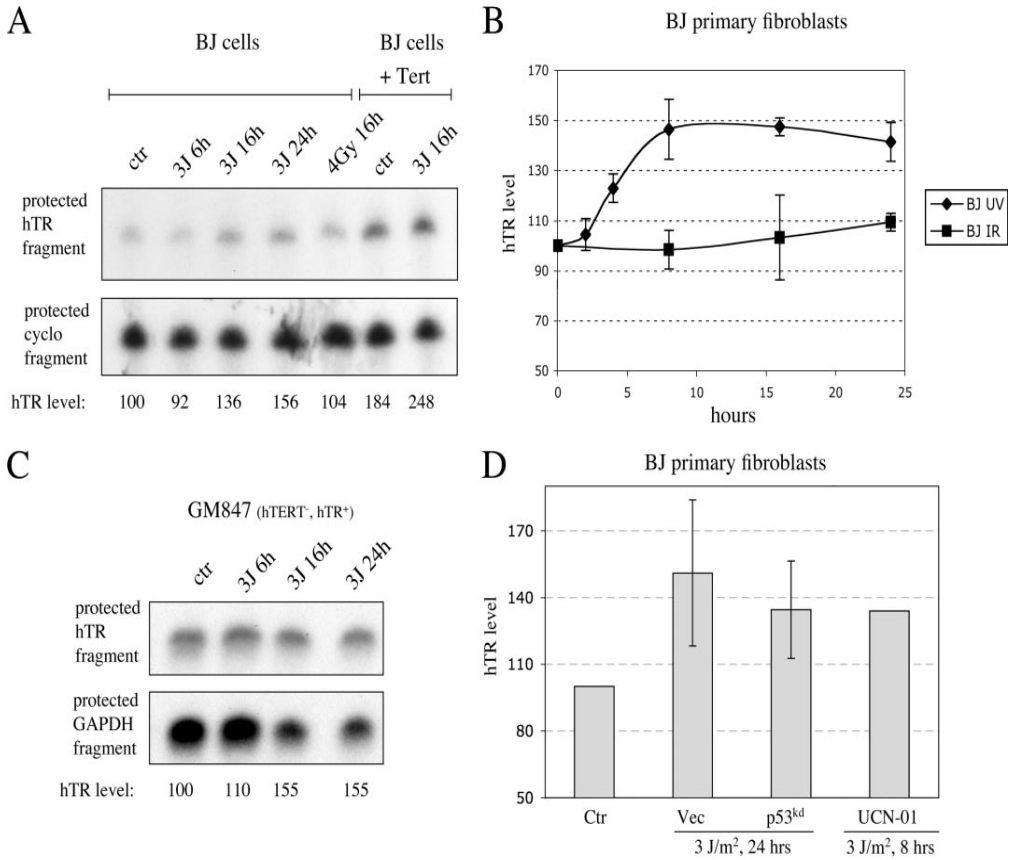 A
BJ cells
BJ cells
+ Tert
ctr
3J 6h
3J 16h
3J 24h
4Gy 16h
ctr
3J 16h
protected
hTR
fragment
protected
cyclo
fragment
hTR level: 100 92 136 156 104 184 248
B
BJ primary fibroblasts
170
150
130
110
90
70
50
hTR level
0 5 10 15 20 25
hours
BJ UV
BJ IR
C
GM847 (hTERT-, hTR+)
ctr
3J 6h
3J 16h
3J 24h
protected
hTR
fragment
protected
GAPDH
fragment
hTR level: 100 110 155 155
D
BJ primary fibroblasts
170
140
110
80
50
hTR level
Ctr Vec p53kd UCN-01
3 J/m², 24 hrs 3 J/m², 8 hrs